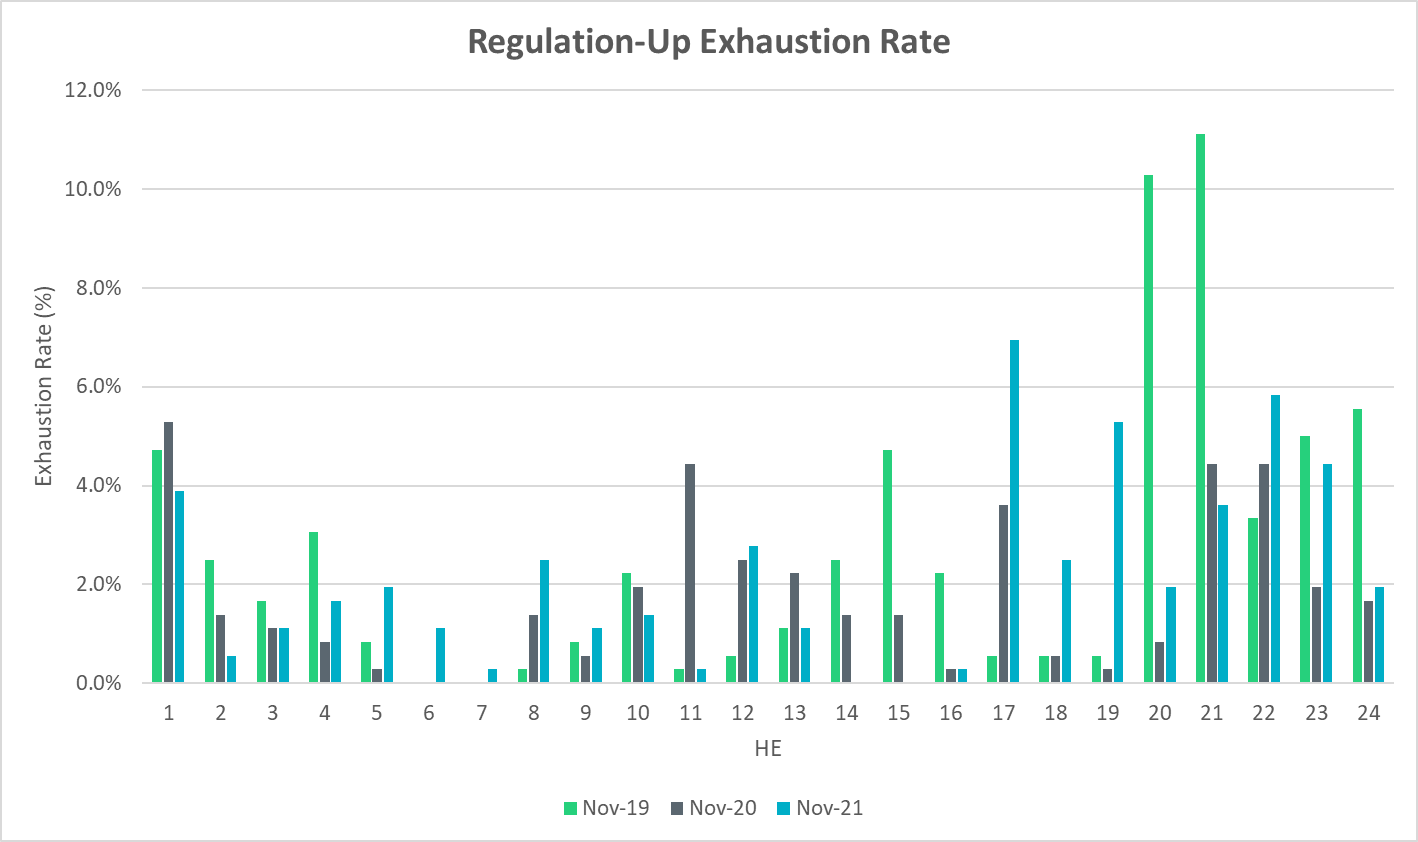 Regulation-Up Exhaustion Rate
12.0%
10.0%
8.0%
6.0%
4.0%
2.0%
0.0%
Exhaustion Rate (%)
1 2 3 4 5 6 7 8 9 10 11 12 13 14 15 16 17 18 19 20 21 22 23 24
HE
Nov-19 Nov-20 Nov-21